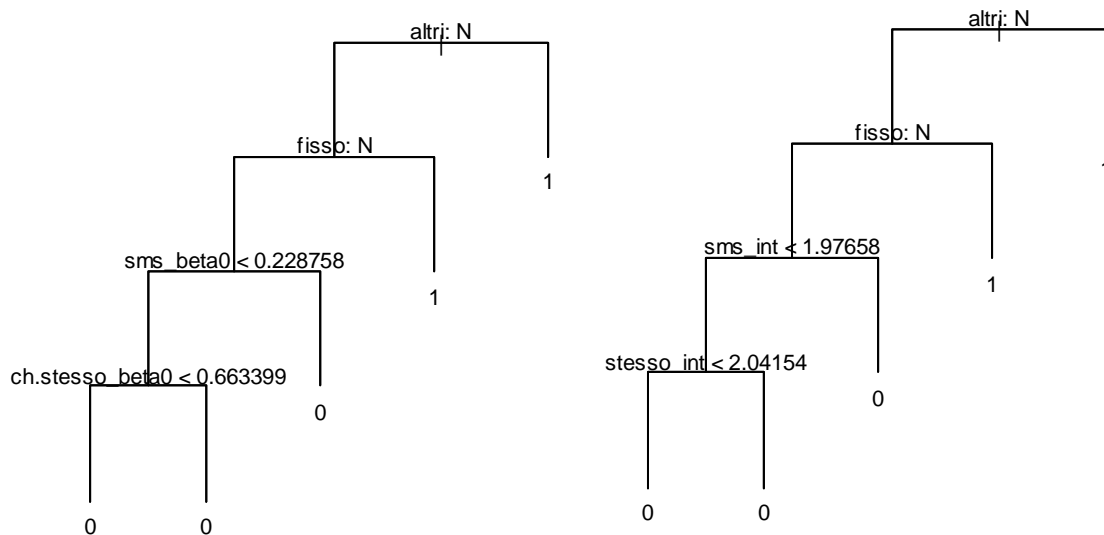 altri: N
fisso: N
1
sms_beta0 < 0.228758
1
ch.stesso_beta0 < 0.663399
0
0
0
altri: N
fisso: N
1
sms_int < 1.97658
1
stesso_int < 2.04154
0
0
0